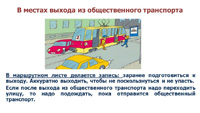 В местах выхода из общественного транспорта
В маршрутном листе делается запись: заранее подготовиться к
выходу. Аккуратно выходить, чтобы не поскользнуться и не упасть.
Если после выхода из общественного транспорта надо переходить
улицу, то надо подождать, пока отправится общественный
транспорт.